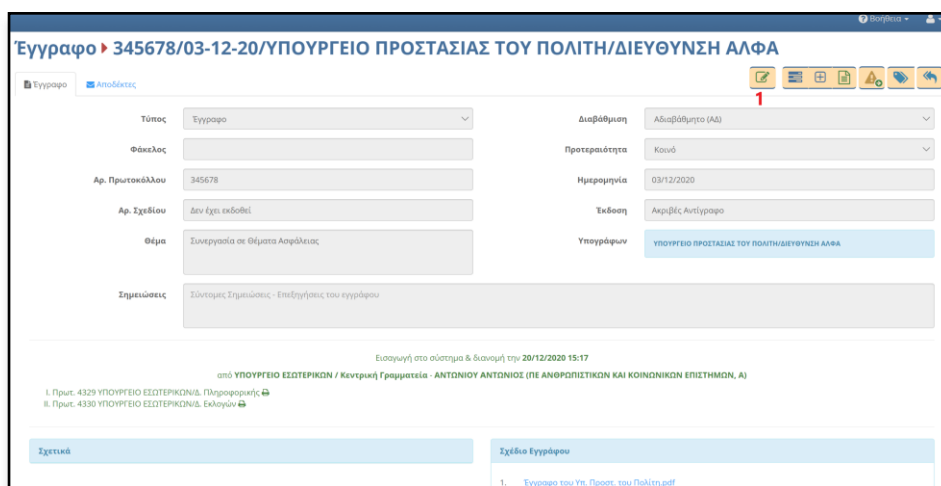 Βοήθεια
Έγγραφο 345678/03-12-20/ΥΠΟΥΡΓΕΙΟ ΠΡΟΣΤΑΣΙΑΣ ΤΟΥ ΠΟΛΙΤΗ/ΔΙΕΥΘΥΝΣΗ ΑΛΦΑ
Έγγραφο Αποδέκτες
1
Τύπος Έγγραφο Διαβάθμιση Αδιαβάθμητο (ΑΔ)
Φάκελος Προτεραιότητα Κοινό
Αρ. Πρωτοκόλλου 345678 Ημερομηνία 03/12/2020
Αρ. Σχεδίου Δεν έχει εκδοθεί Έκδοση Ακριβές Αντίγραφο
Θέμα Συνεργασία σε Θέματα Ασφάλειας Υπογράφων ΥΠΟΥΡΓΕΙΟ ΠΡΟΣΤΑΣΙΑΣ ΤΟΥ ΠΟΛΙΤΗ/ΔΙΕΥΘΥΝΣΗ ΑΛΦΑ
Σημειώσεις Σύντομες Σημειώσεις - Επεξηγήσεις του εγγράφου
Εισαγωγή στο σύστημα & διανομή την 20/12/2020 15:17
από ΥΠΟΥΡΓΕΙΟ ΕΣΩΤΕΡΙΚΩΝ / Κεντρική Γραμματεία - ΑΝΤΩΝΙΟΥ ΑΝΤΩΝΙΟΣ (ΠΕ ΑΝΘΡΩΠΙΣΤΙΚΩΝ ΚΑΙ ΚΟΙΝΩΝΙΚΩΝ ΕΠΙΣΤΗΜΩΝ, Α)
I. Πρωτ. 4329 ΥΠΟΥΡΓΕΙΟ ΕΣΩΤΕΡΙΚΩΝ/Δ. Πληροφορικής
II. Πρωτ. 4330 ΥΠΟΥΡΓΕΙΟ ΕΣΩΤΕΡΙΚΩΝ/Δ. Εκλογών
Σχετικά Σχέδιο Εγγράφου
1. Έγγραφο του Υπ. Προστ. του Πολίτη.pdf